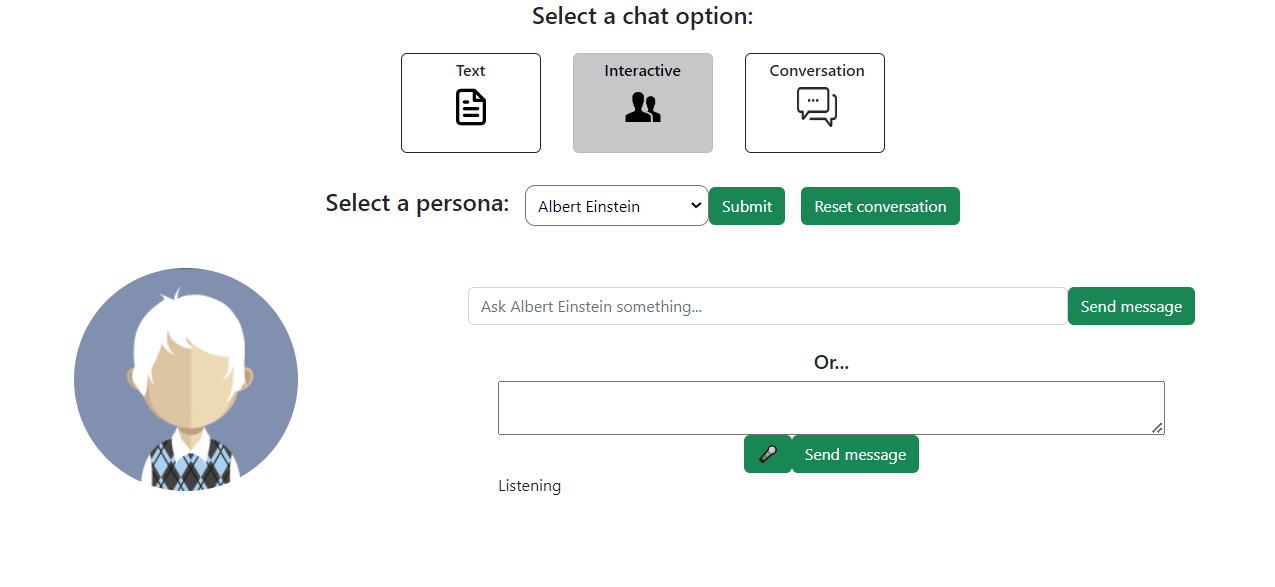 Select a chat option:
Text Interactive Conversation
Select a persona: Albert Einstein Submit Reset conversation
Ask Albert Einstein something... Send message
Or...
Send message
Listening